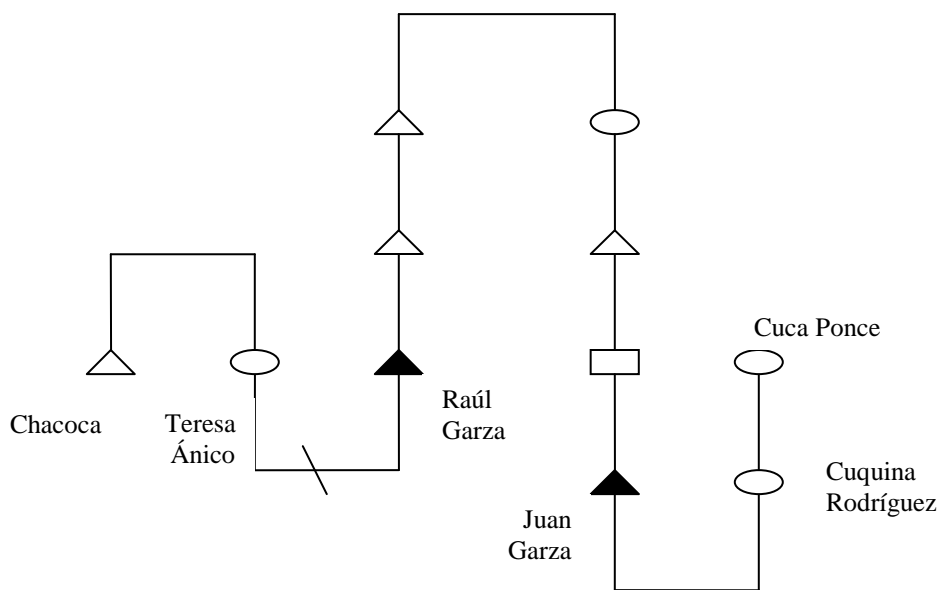 Cuca Ponce
Chacoca
Teresa
Ánico
Raúl
Garza
Cuquina
Rodríguez
Juan
Garza